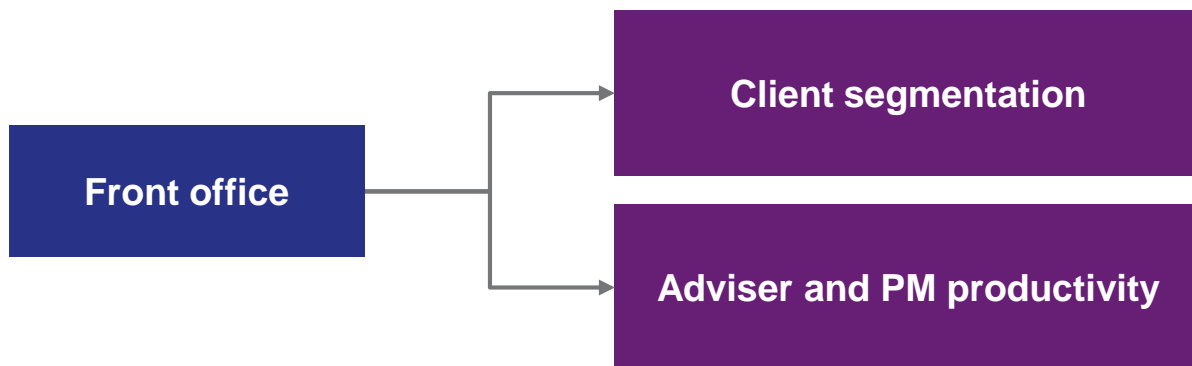 Front office
Client segmentation
Adviser and PM productivity